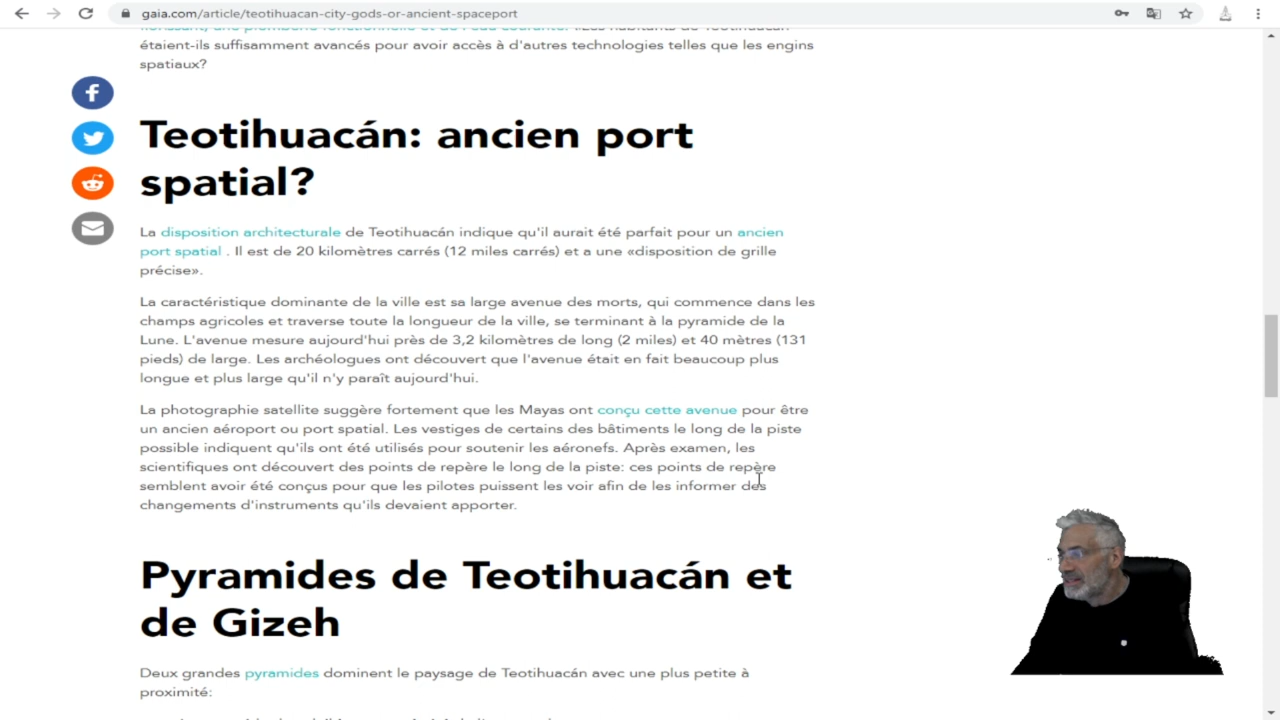 gaia.com/article/teotihuacan-city-gods-or-ancient-spaceport
étaient-ils suffisamment avancés pour avoir accès à d'autres technologies telles que les engins
spatiaux?
Teotihuacán: ancien port
spatial?
La disposition architecturale de Teotihuacán indique qu'il aurait été parfait pour un ancien
port spatial . Il est de 20 kilomètres carrés (12 miles carrés) et a une «disposition de grille
précise».
La caractéristique dominante de la ville est sa large avenue des morts, qui commence dans les
champs agricoles et traverse toute la longueur de la ville, se terminant à la pyramide de la
Lune. L'avenue mesure aujourd'hui près de 3,2 kilomètres de long (2 miles) et 40 mètres (131
pieds) de large. Les archéologues ont découvert que l'avenue était en fait beaucoup plus
longue et plus large qu'il n'y paraît aujourd'hui.
La photographie satellite suggère fortement que les Mayas ont conçu cette avenue pour être
un ancien aéroport ou port spatial. Les vestiges de certains des bâtiments le long de la piste
possible indiquent qu'ils ont été utilisés pour soutenir les aéronefs. Après examen, les
scientifiques ont découvert des points de repère le long de la piste: ces points de repère
semblent avoir été conçus pour que les pilotes puissent les voir afin de les informer des
changements d'instruments qu'ils devaient apporter.
Pyramides de Teotihuacán et
de Gizeh
Deux grandes pyramides dominent le paysage de Teotihuacán avec une plus petite à
proximité: